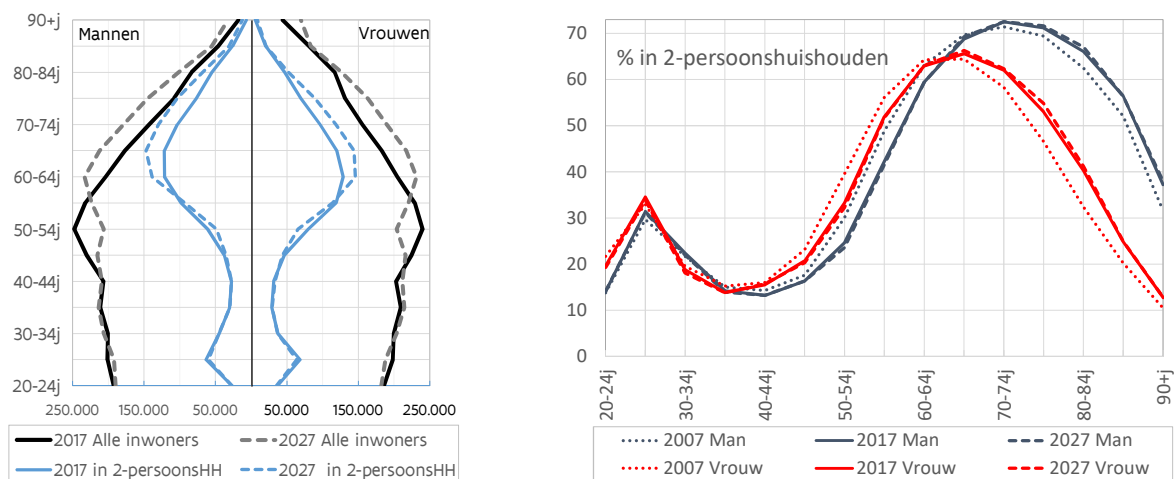 90+j
80-84j
70-74j
60-64j
50-54j
40-44j
30-34j
20-24j
Mannen
Vrouwen
250.000 150.000 50.000 50.000 150.000 250.000
2017 Alle inwoners
2027 Alle inwoners
2017 in 2-persoonsHH
2027 in 2-persoonsHH
% in 2-persoonshuishouden
70
60
50
40
30
20
10
0
20-24j
30-34j
40-44j
50-54j
60-64j
70-74j
80-84j
90+j
2007 Man
2017 Man
2027 Man
2007 Vrouw
2017 Vrouw
2027 Vrouw